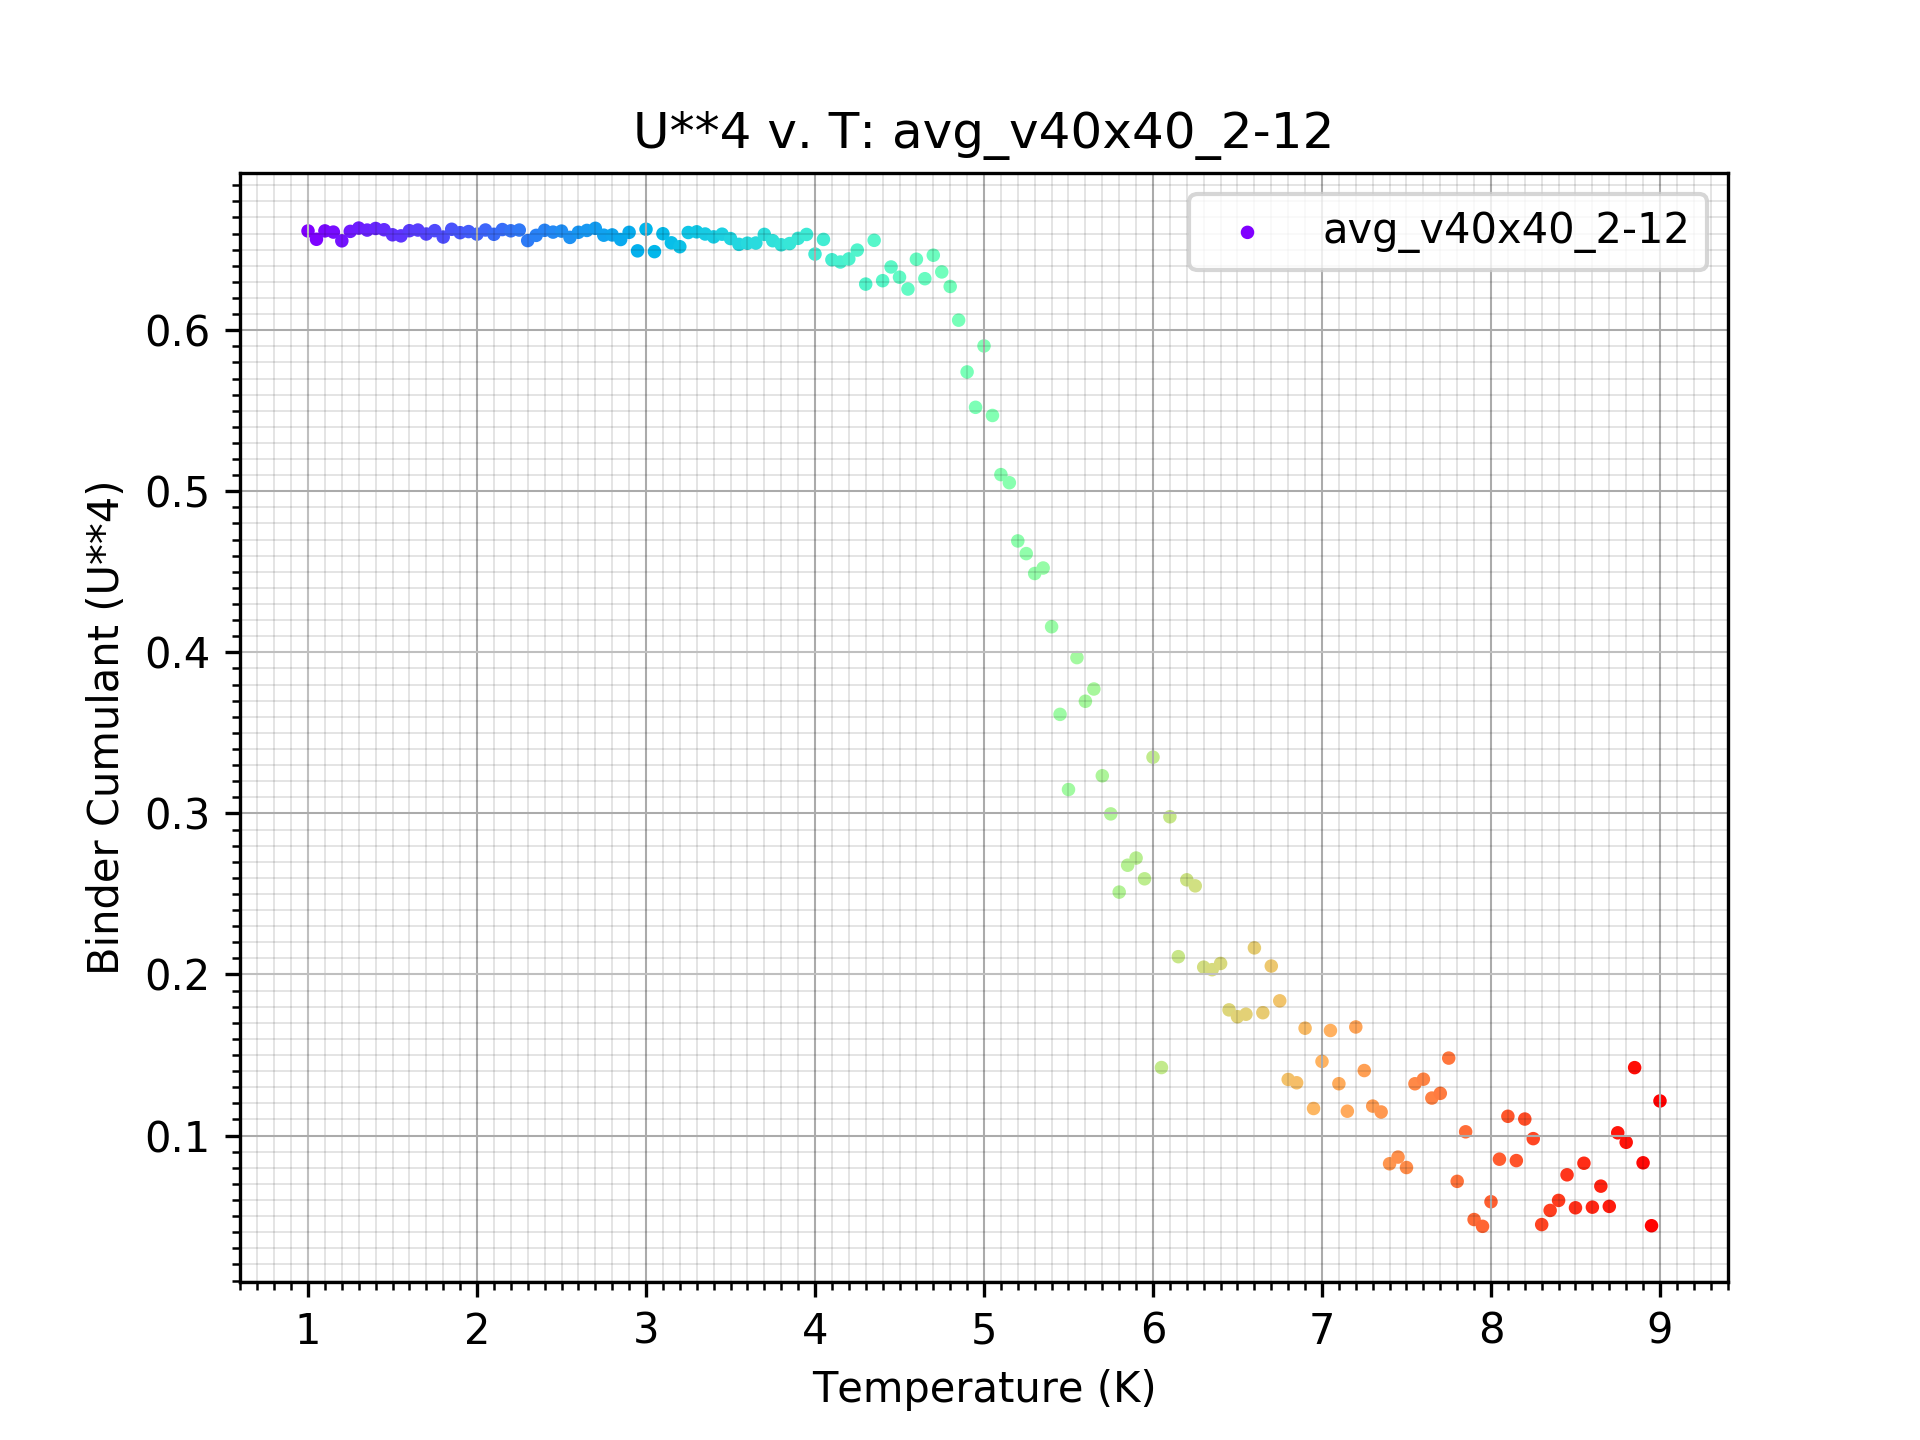 U**4 v. T: avg_v40x40_2-12
avg_v40x40_2-12
Binder Cumulant (U**4)
0.6
0.5
0.4
0.3
0.2
0.1
1 2 3 4 5 6 7 8 9
Temperature (K)